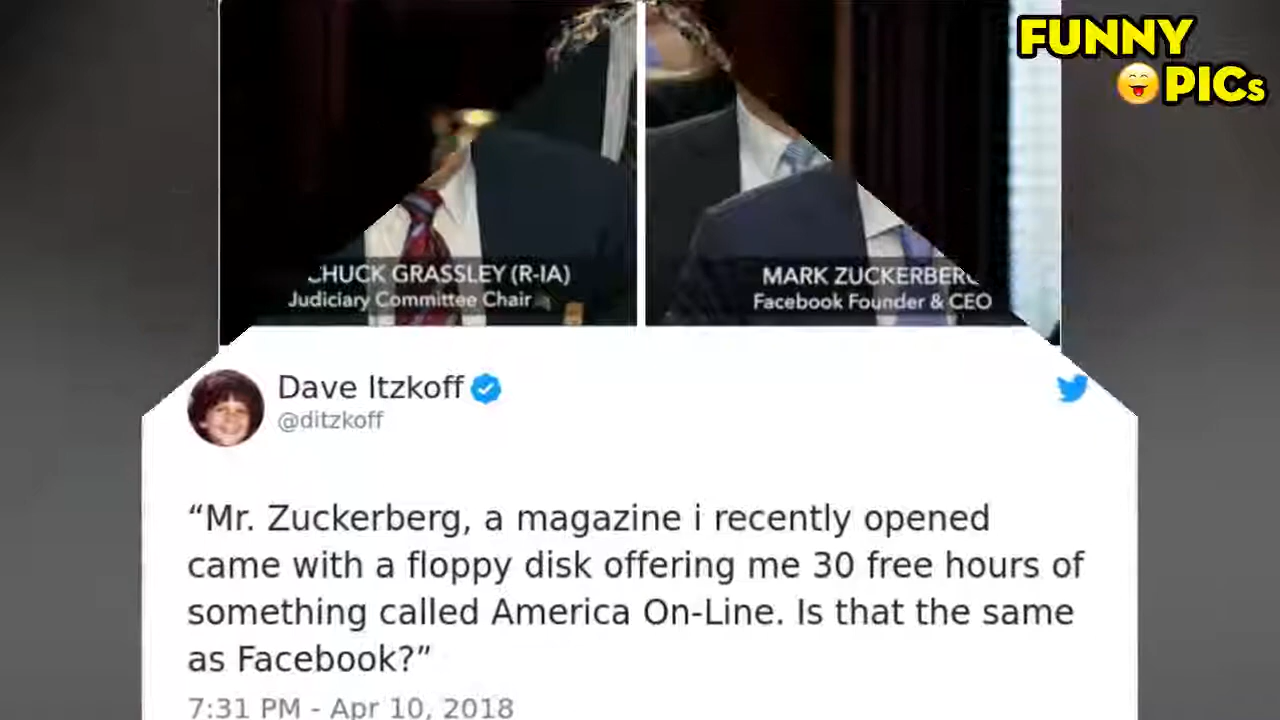 FUNNY
PICs
CHUCK GRASSLEY (R-IA)
Judiciary Committee Chair
MARK ZUCKERBERG
Facebook Founder & CEO
Dave Itzkoff
@ditzkoff
“Mr. Zuckerberg, a magazine i recently opened
came with a floppy disk offering me 30 free hours of
something called America On-Line. Is that the same
as Facebook?”
7:31 PM - Apr 10, 2018